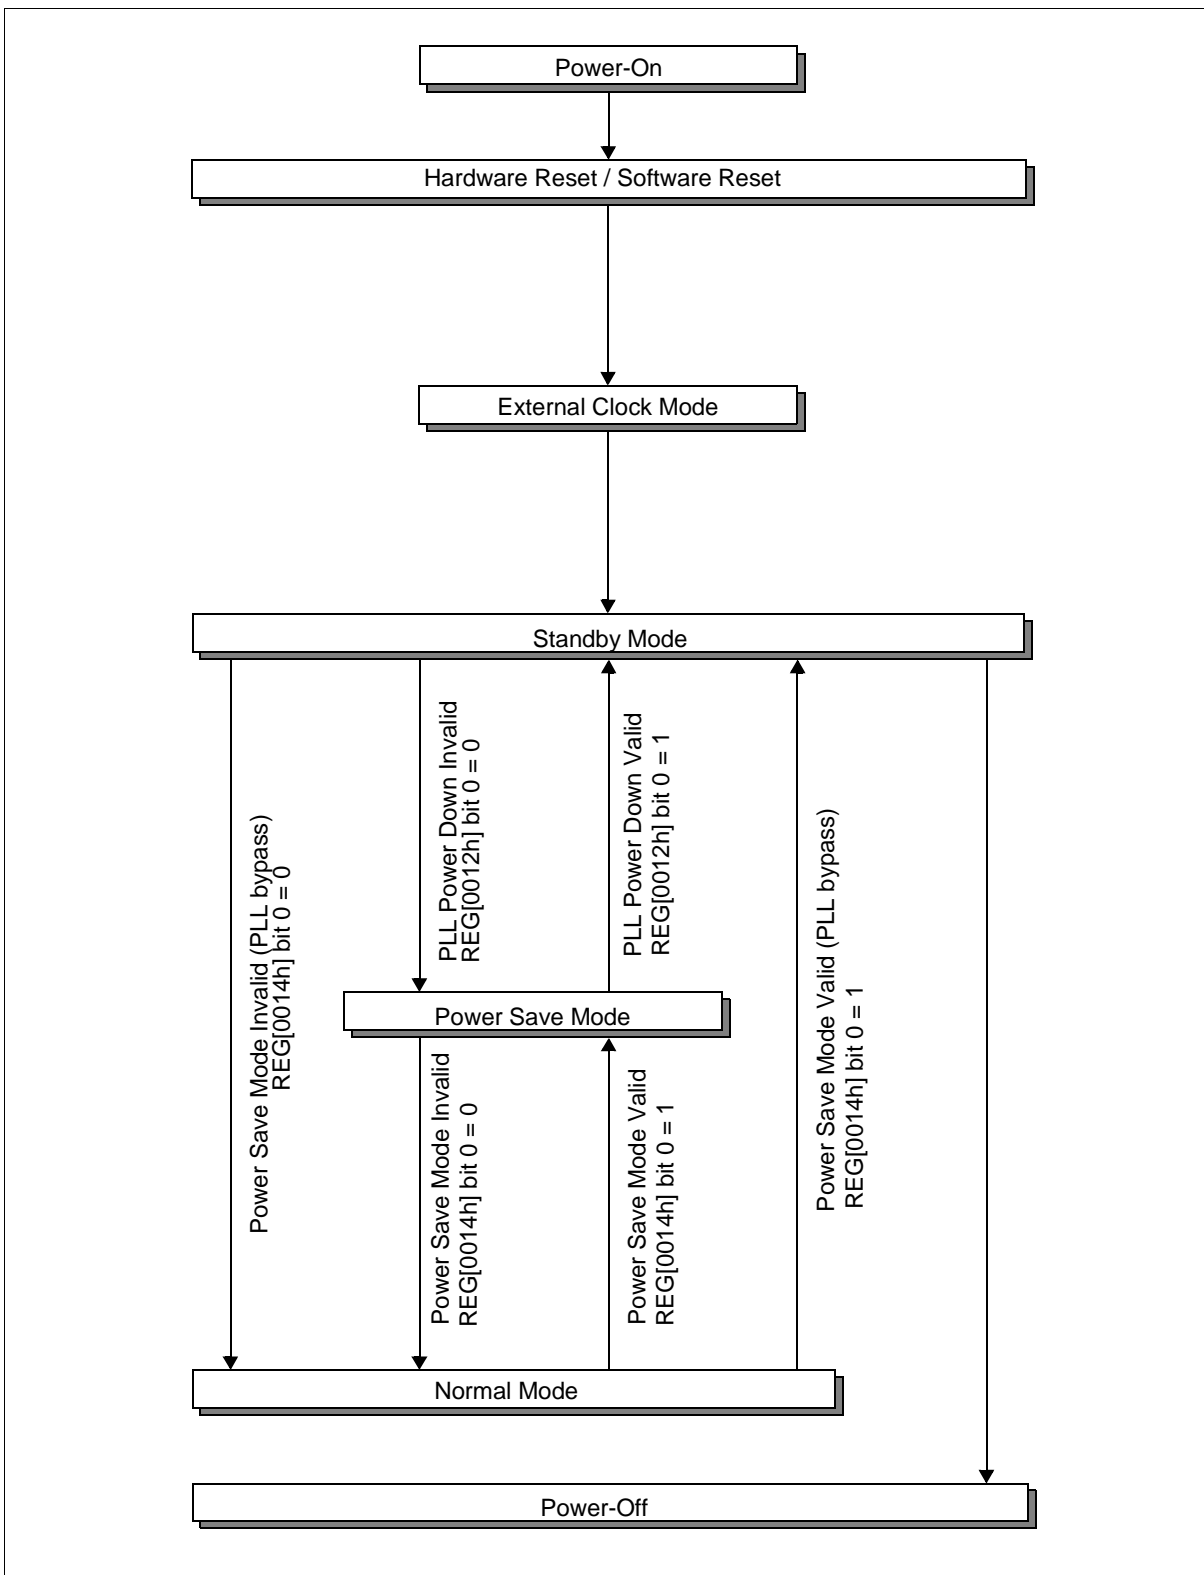 Power-On
Hardware Reset / Software Reset
External Clock Mode
Standby Mode
Power Save Mode Invalid (PLL bypass)
REG[0014h] bit 0 = 0
PLL Power Down Invalid
REG[0012h] bit 0 = 0
PLL Power Down Valid
REG[0012h] bit 0 = 1
Power Save Mode Valid (PLL bypass)
REG[0014h] bit 0 = 1
Power Save Mode
Power Save Mode Invalid
REG[0014h] bit 0 = 0
Power Save Mode Valid
REG[0014h] bit 0 = 1
Normal Mode
Power-Off